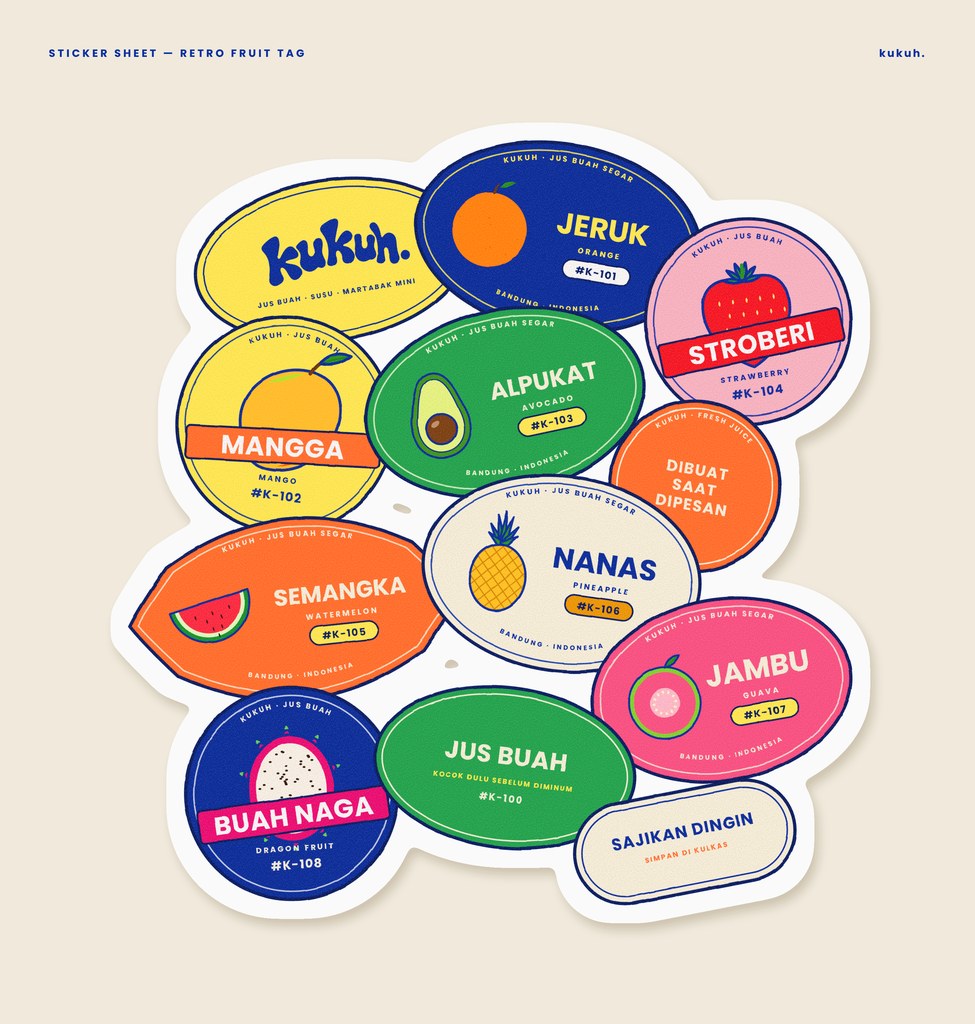 STICKER SHEET — RETRO FRUIT TAG
kukuh.
kukuh.
JUS BUAH · SUSU · MARTABAK MINI
KUKUH · JUS BUAH SEGAR
JERUK
ORANGE
#K-101
BANDUNG · INDONESIA
KUKUH · JUS BUAH
STROBERI
STRAWBERRY
#K-104
KUKUH · JUS BUAH
MANGGA
MANGO
#K-102
KUKUH · JUS BUAH SEGAR
ALPUKAT
AVOCADO
#K-103
BANDUNG · INDONESIA
KUKUH · FRESH JUICE
DIBUAT
SAAT
DIPESAN
KUKUH · JUS BUAH SEGAR
SEMANGKA
WATERMELON
#K-105
BANDUNG · INDONESIA
KUKUH · JUS BUAH SEGAR
NANAS
PINEAPPLE
#K-106
BANDUNG · INDONESIA
KUKUH · JUS BUAH SEGAR
JAMBU
GUAVA
#K-107
BANDUNG · INDONESIA
KUKUH · JUS BUAH
BUAH NAGA
DRAGON FRUIT
#K-108
JUS BUAH
KOCOK DULU SEBELUM DIMINUM
#K-100
SAJIKAN DINGIN
SIMPAN DI KULKAS